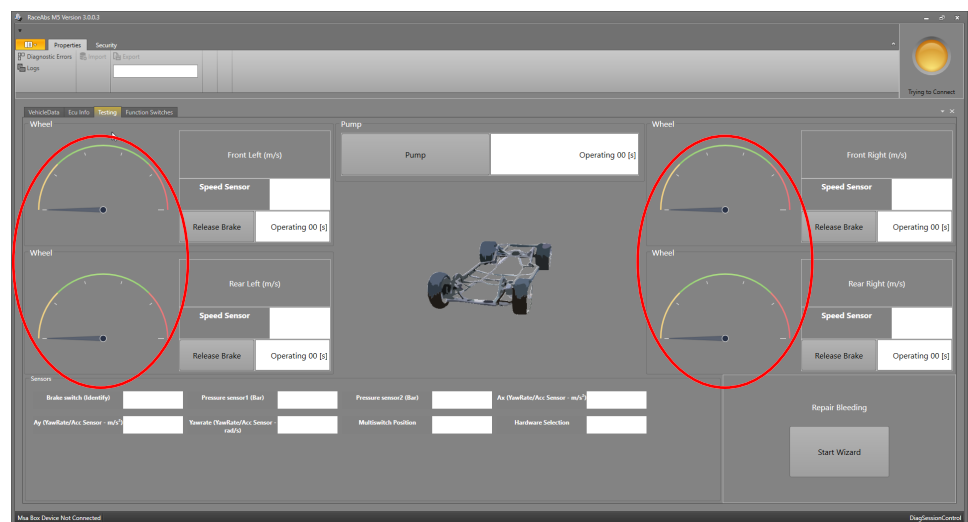 RaceAbs M5 Version 3.0.0.3
Properties Security
Diagnostic Errors Import Export
Logs
Trying to Connect
VehicleData Ecu Info Testing Function Switches
Wheel Pump Wheel
Front Left (m/s)
Pump Operating 00 [s]
Front Right (m/s)
Speed Sensor
Speed Sensor
Release Brake Operating 00 [s]
Release Brake Operating 00 [s]
Wheel Wheel
Rear Left (m/s)
Rear Right (m/s)
Speed Sensor
Speed Sensor
Release Brake Operating 00 [s]
Release Brake Operating 00 [s]
Sensors
Brake switch (Identify) Pressure sensor1 (Bar) Pressure sensor2 (Bar) Ax (YawRate/Acc Sensor - m/s²)
Ay (YawRate/Acc Sensor - m/s²) Yawrate (YawRate/Acc Sensor -
rad/s)
Multiswitch Position Hardware Selection
Repair Bleeding
Start Wizard
Msa Box Device Not Connected DiagSessionControl